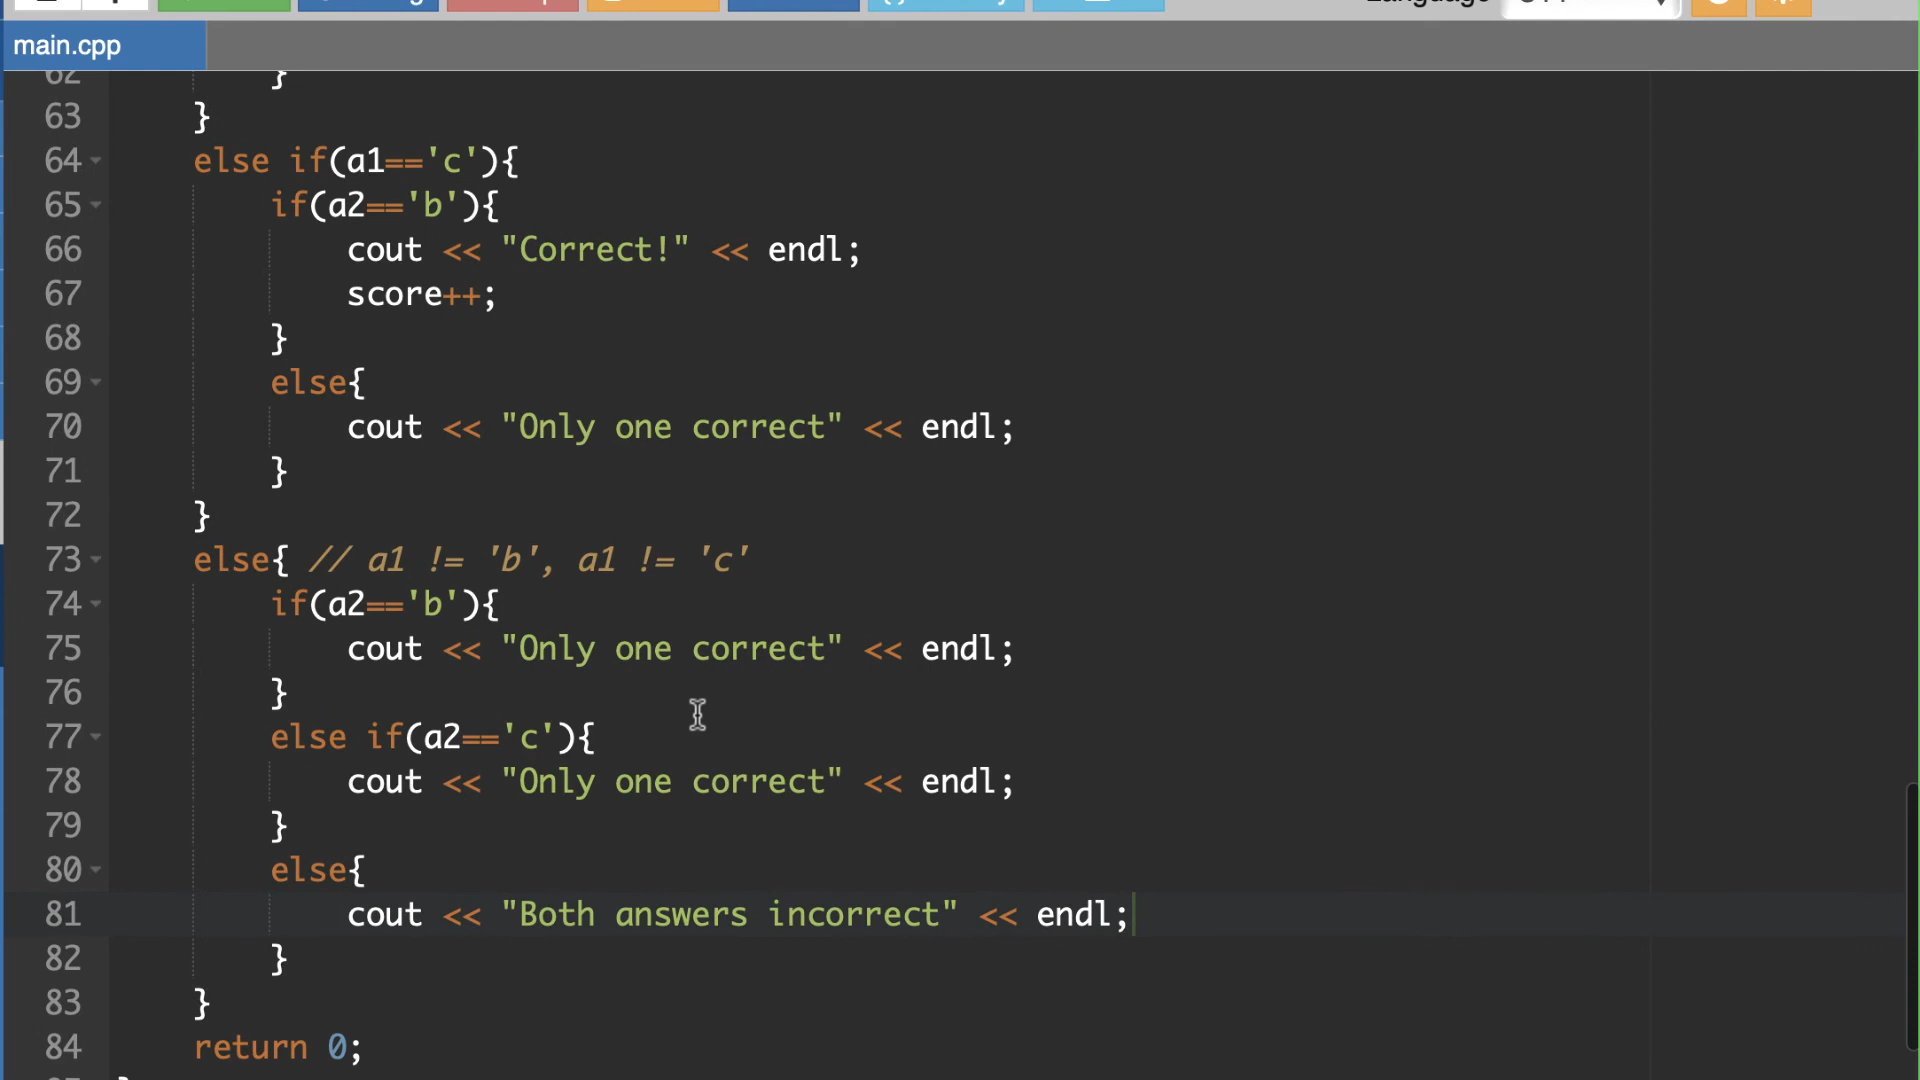 main.cpp
62 }
63 }
64 else if(a1=='c'){
65 if(a2=='b'){
66 cout << "Correct!" << endl;
67 score++;
68 }
69 else{
70 cout << "Only one correct" << endl;
71 }
72 }
73 else{ // a1 != 'b', a1 != 'c'
74 if(a2=='b'){
75 cout << "Only one correct" << endl;
76 }
77 else if(a2=='c'){
78 cout << "Only one correct" << endl;
79 }
80 else{
81 cout << "Both answers incorrect" << endl;
82 }
83 }
84 return 0;